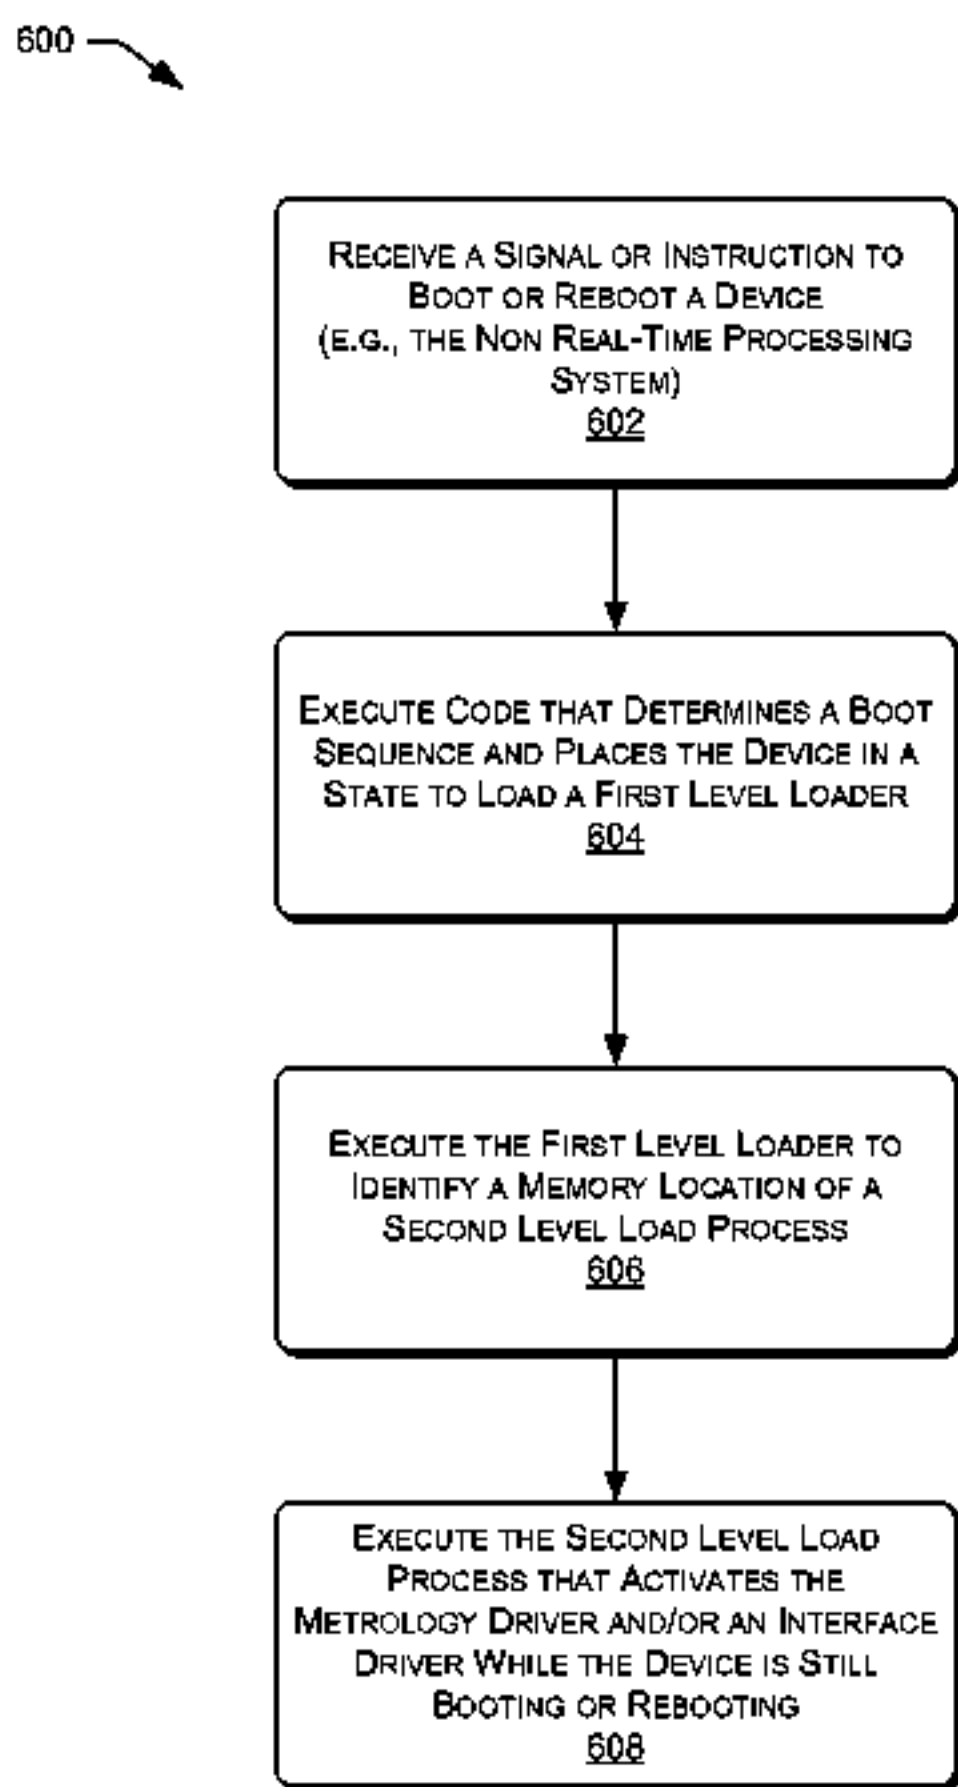 600
RECEIVE A SIGNAL OR INSTRUCTION TO
BOOT OR REBOOT A DEVICE
(E.G., THE NON REAL-TIME PROCESSING
SYSTEM)
602
EXECUTE CODE THAT DETERMINES A BOOT
SEQUENCE AND PLACES THE DEVICE IN A
STATE TO LOAD A FIRST LEVEL LOADER
604
EXECUTE THE FIRST LEVEL LOADER TO
IDENTIFY A MEMORY LOCATION OF A
SECOND LEVEL LOAD PROCESS
606
EXECUTE THE SECOND LEVEL LOAD
PROCESS THAT ACTIVATES THE
METROLOGY DRIVER AND/OR AN INTERFACE
DRIVER WHILE THE DEVICE IS STILL
BOOTING OR REBOOTING
608